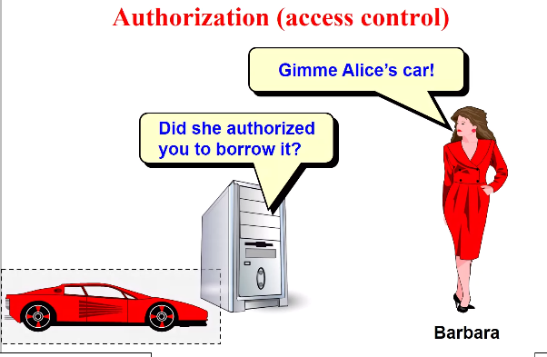 Authorization (access control)
Gimme Alice's car!
Did she authorized
you to borrow it?
Barbara